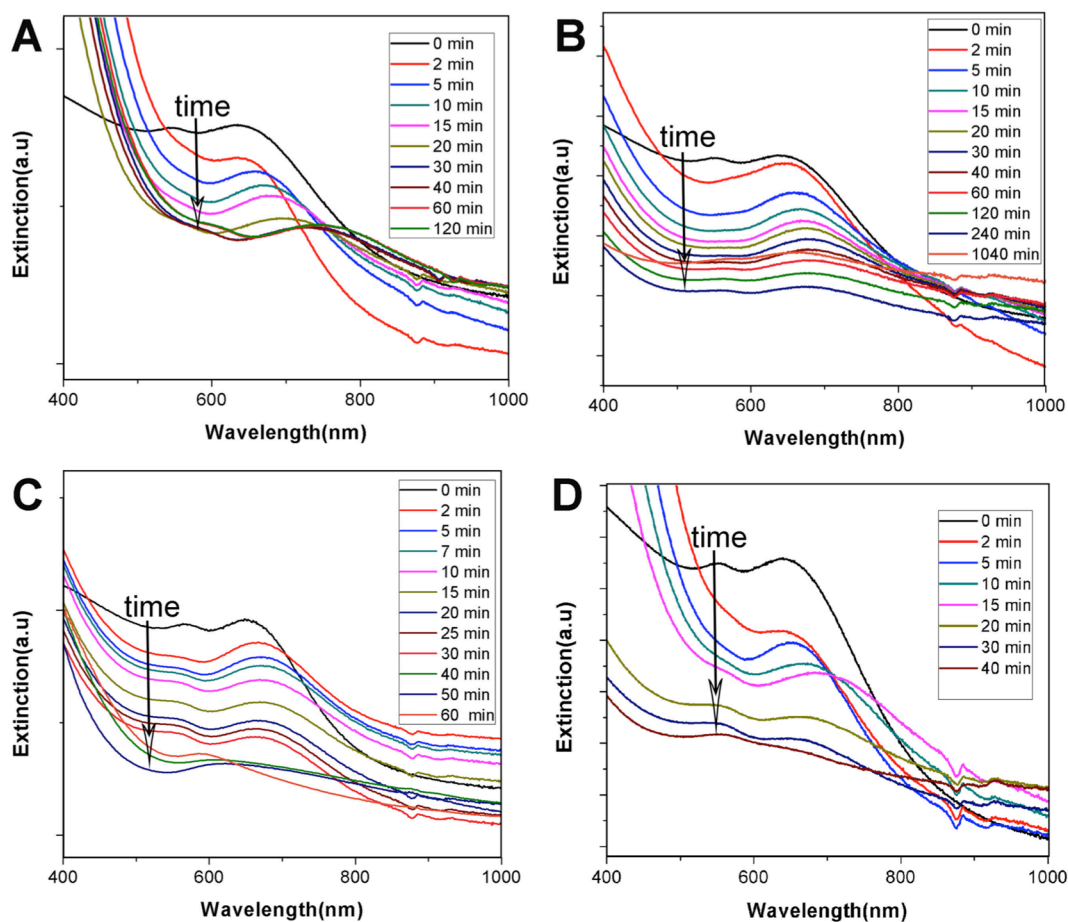 A
time
0 min
2 min
5 min
10 min
15 min
20 min
30 min
40 min
60 min
120 min
Extinction(a.u)
400
600
800
1000
Wavelength(nm)
B
time
0 min
2 min
5 min
10 min
15 min
20 min
30 min
40 min
60 min
120 min
240 min
1040 min
Extinction(a.u)
400
600
800
1000
Wavelength(nm)
C
time
0 min
2 min
5 min
7 min
10 min
15 min
20 min
25 min
30 min
40 min
50 min
60 min
Extinction(a.u)
400
600
800
1000
Wavelength(nm)
D
time
0 min
2 min
5 min
10 min
15 min
20 min
30 min
40 min
Extinction(a.u)
400
600
800
1000
Wavelength(nm)